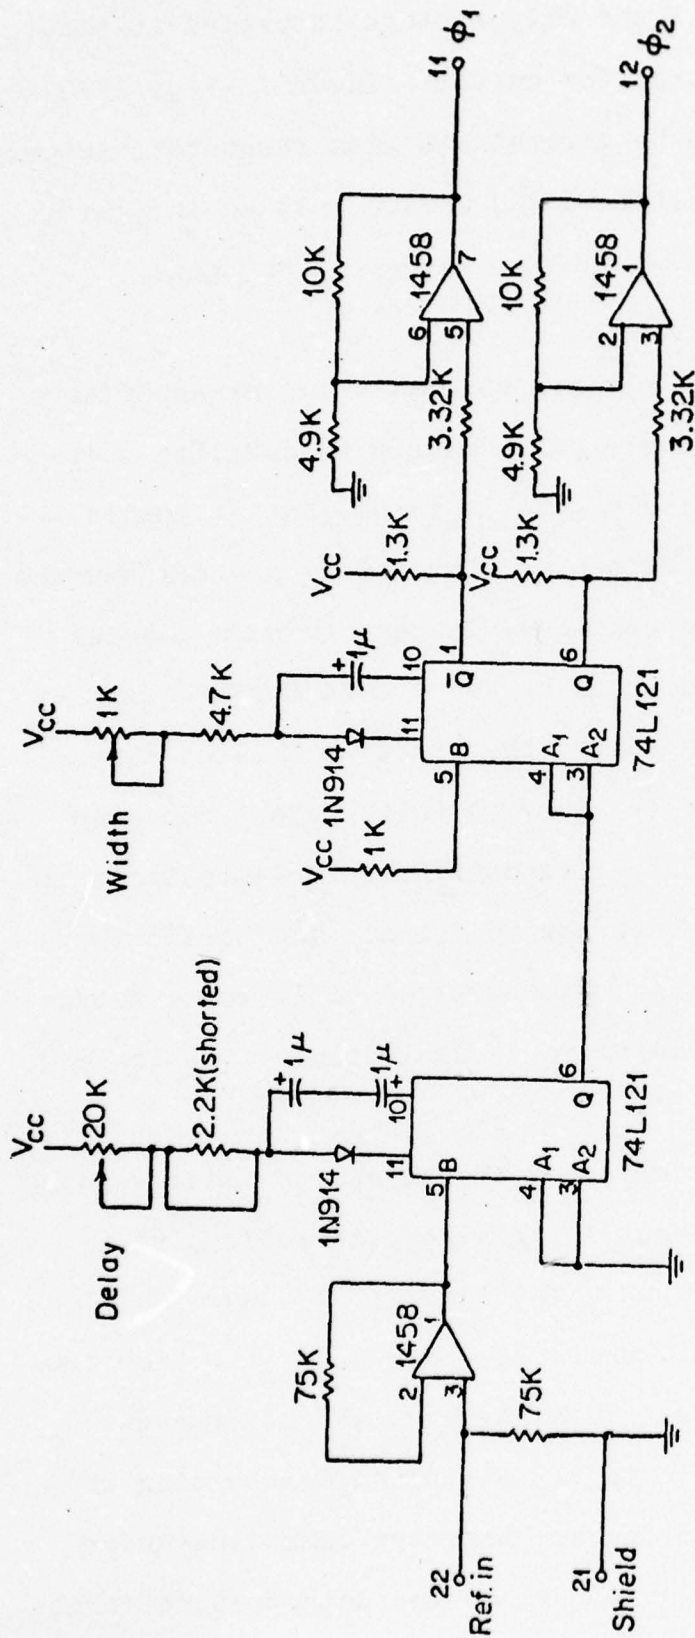 22
Ref. in
21
Shield
75K
75K
2
3
1458
1
Delay
VCC
20K
2.2K(shorted)
+
1μ
1μ
+
1N914
11
10
5
B
4
A1
3
A2
6
Q
74L121
Width
VCC
1K
4.7K
+
1μ
1N914
11
10
VCC
1K
5
B
4
A1
3
A2
1
Q̅
6
Q
74L121
VCC
1.3K
VCC
1.3K
4.9K
10K
6
5
1458
7
3.32K
11
ϕ1
4.9K
10K
2
3
1458
1
3.32K
12
ϕ2